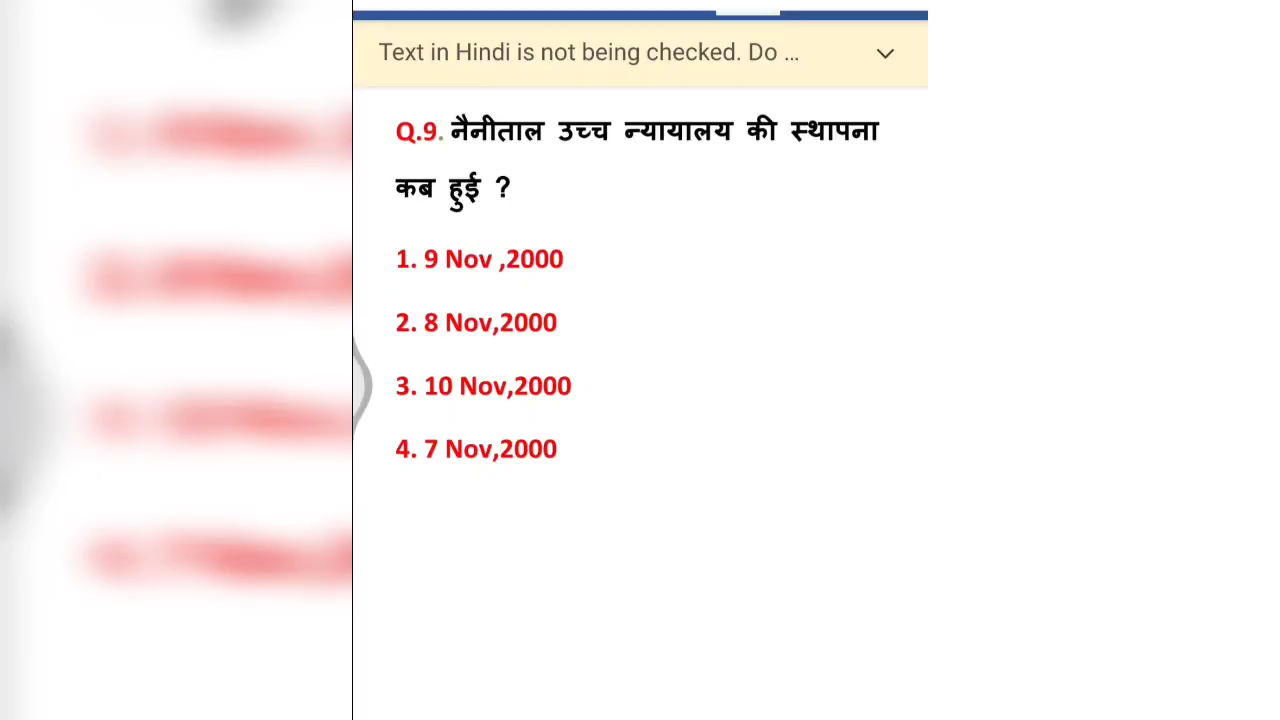 Text in Hindi is not being checked. Do ...
Q.9. नैनीताल उच्च न्यायालय की स्थापना
कब हुई ?
1. 9 Nov ,2000
2. 8 Nov,2000
3. 10 Nov,2000
4. 7 Nov,2000